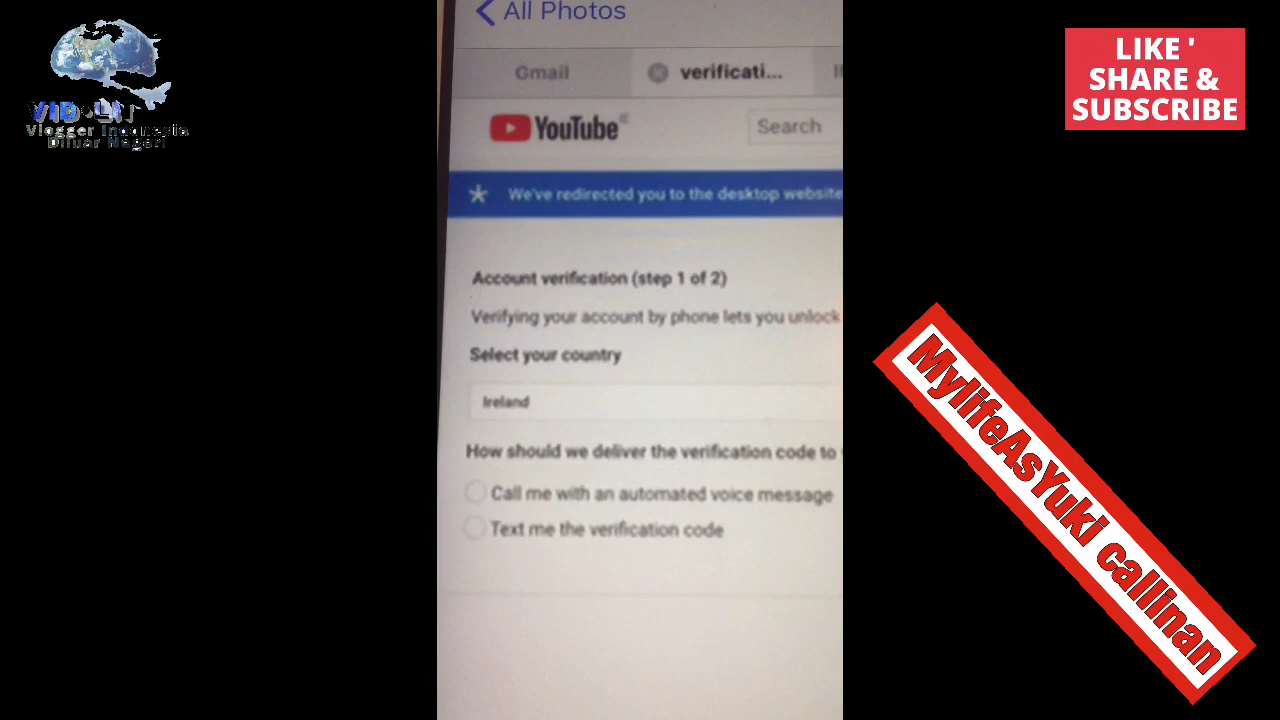 All Photos
Gmail
verificati...
YouTube IE
Search
We've redirected you to the desktop website
Account verification (step 1 of 2)
Verifying your account by phone lets you unlock
Select your country
Ireland
How should we deliver the verification code to
Call me with an automated voice message
Text me the verification code
Vlogger Indonesia
Diluar Negari
LIKE '
SHARE &
SUBSCRIBE
MylifeAsYuki callinan